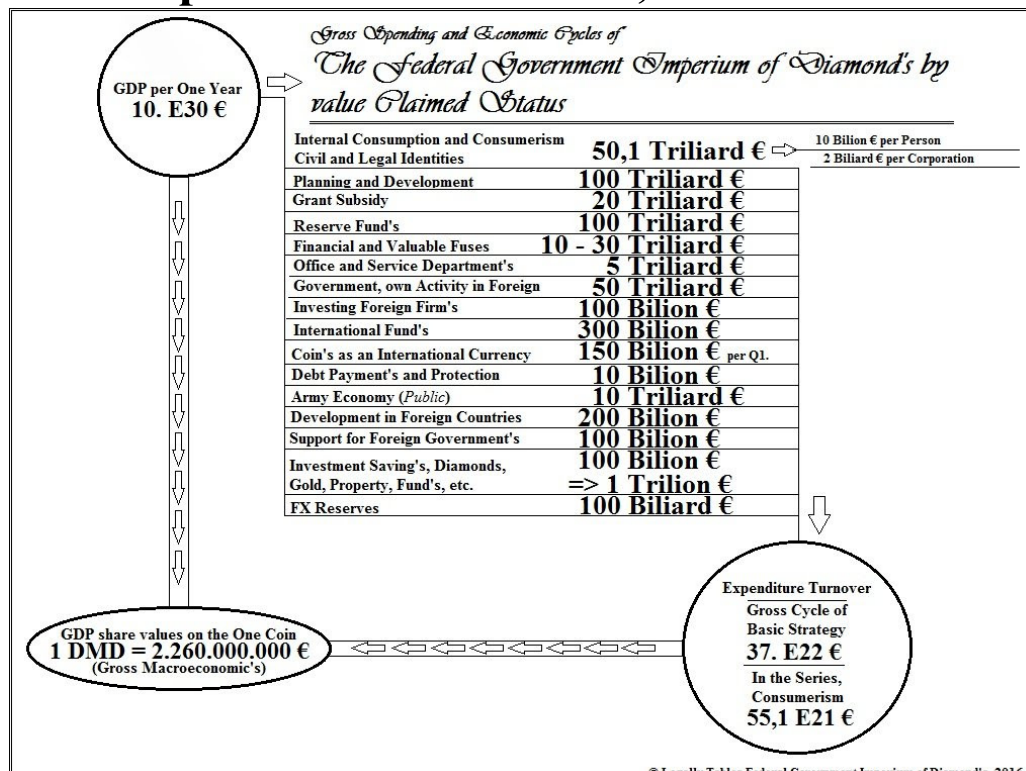 Gross Spending and Economic Cycles of
The Federal Government Imperium of Diamond's by
value Claimed Status
GDP per One Year
10. E30 €
Internal Consumption and Consumerism
Civil and Legal Identities 50,1 Triliard €
10 Bilion € per Person
2 Biliard € per Corporation
Planning and Development 100 Triliard €
Grant Subsidy 20 Triliard €
Reserve Fund's 100 Triliard €
Financial and Valuable Fuses 10 - 30 Triliard €
Office and Service Department's 5 Triliard €
Government, own Activity in Foreign 50 Triliard €
Investing Foreign Firm's 100 Bilion €
International Fund's 300 Bilion €
Coin's as an International Currency 150 Bilion € per Q1.
Debt Payment's and Protection 10 Bilion €
Army Economy (Public) 10 Triliard €
Development in Foreign Countries 200 Bilion €
Support for Foreign Government's 100 Bilion €
Investment Saving's, Diamonds, 100 Bilion €
Gold, Property, Fund's, etc. => 1 Trilion €
FX Reserves 100 Biliard €
Expenditure Turnover
Gross Cycle of
Basic Strategy
37. E22 €
In the Series,
Consumerism
55,1 E21 €
GDP share values on the One Coin
1 DMD = 2.260.000.000 €
(Gross Macroeconomic's)